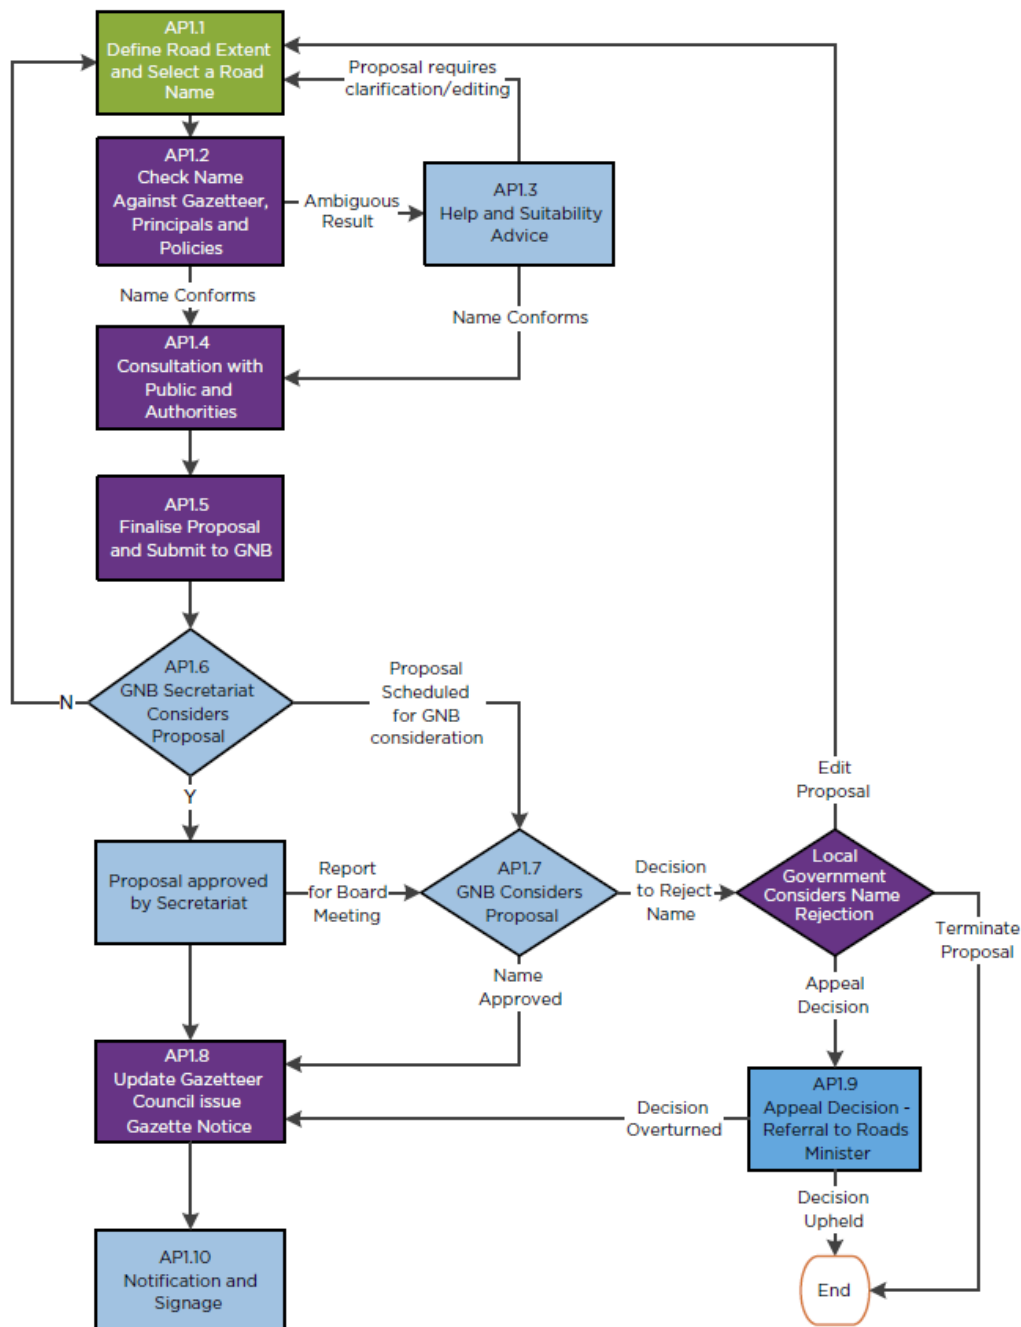 AP1.1
Define Road Extent
and Select a Road
Name
Proposal requires
clarification/editing
AP1.2
Check Name
Against Gazetteer,
Principals and
Policies
Ambiguous
Result
AP1.3
Help and Suitability
Advice
Name Conforms
Name Conforms
AP1.4
Consultation with
Public and
Authorities
AP1.5
Finalise Proposal
and Submit to GNB
AP1.6
GNB Secretariat
Considers
Proposal
N
Proposal
Scheduled
for GNB
consideration
Y
Edit
Proposal
Proposal approved
by Secretariat
Report
for Board
Meeting
AP1.7
GNB Considers
Proposal
Decision
to Reject
Name
Local
Government
Considers Name
Rejection
Terminate
Proposal
Name
Approved
Appeal
Decision
AP1.8
Update Gazetteer
Council issue
Gazette Notice
Decision
Overturned
AP1.9
Appeal Decision -
Referral to Roads
Minister
Decision
Upheld
AP1.10
Notification and
Signage
End